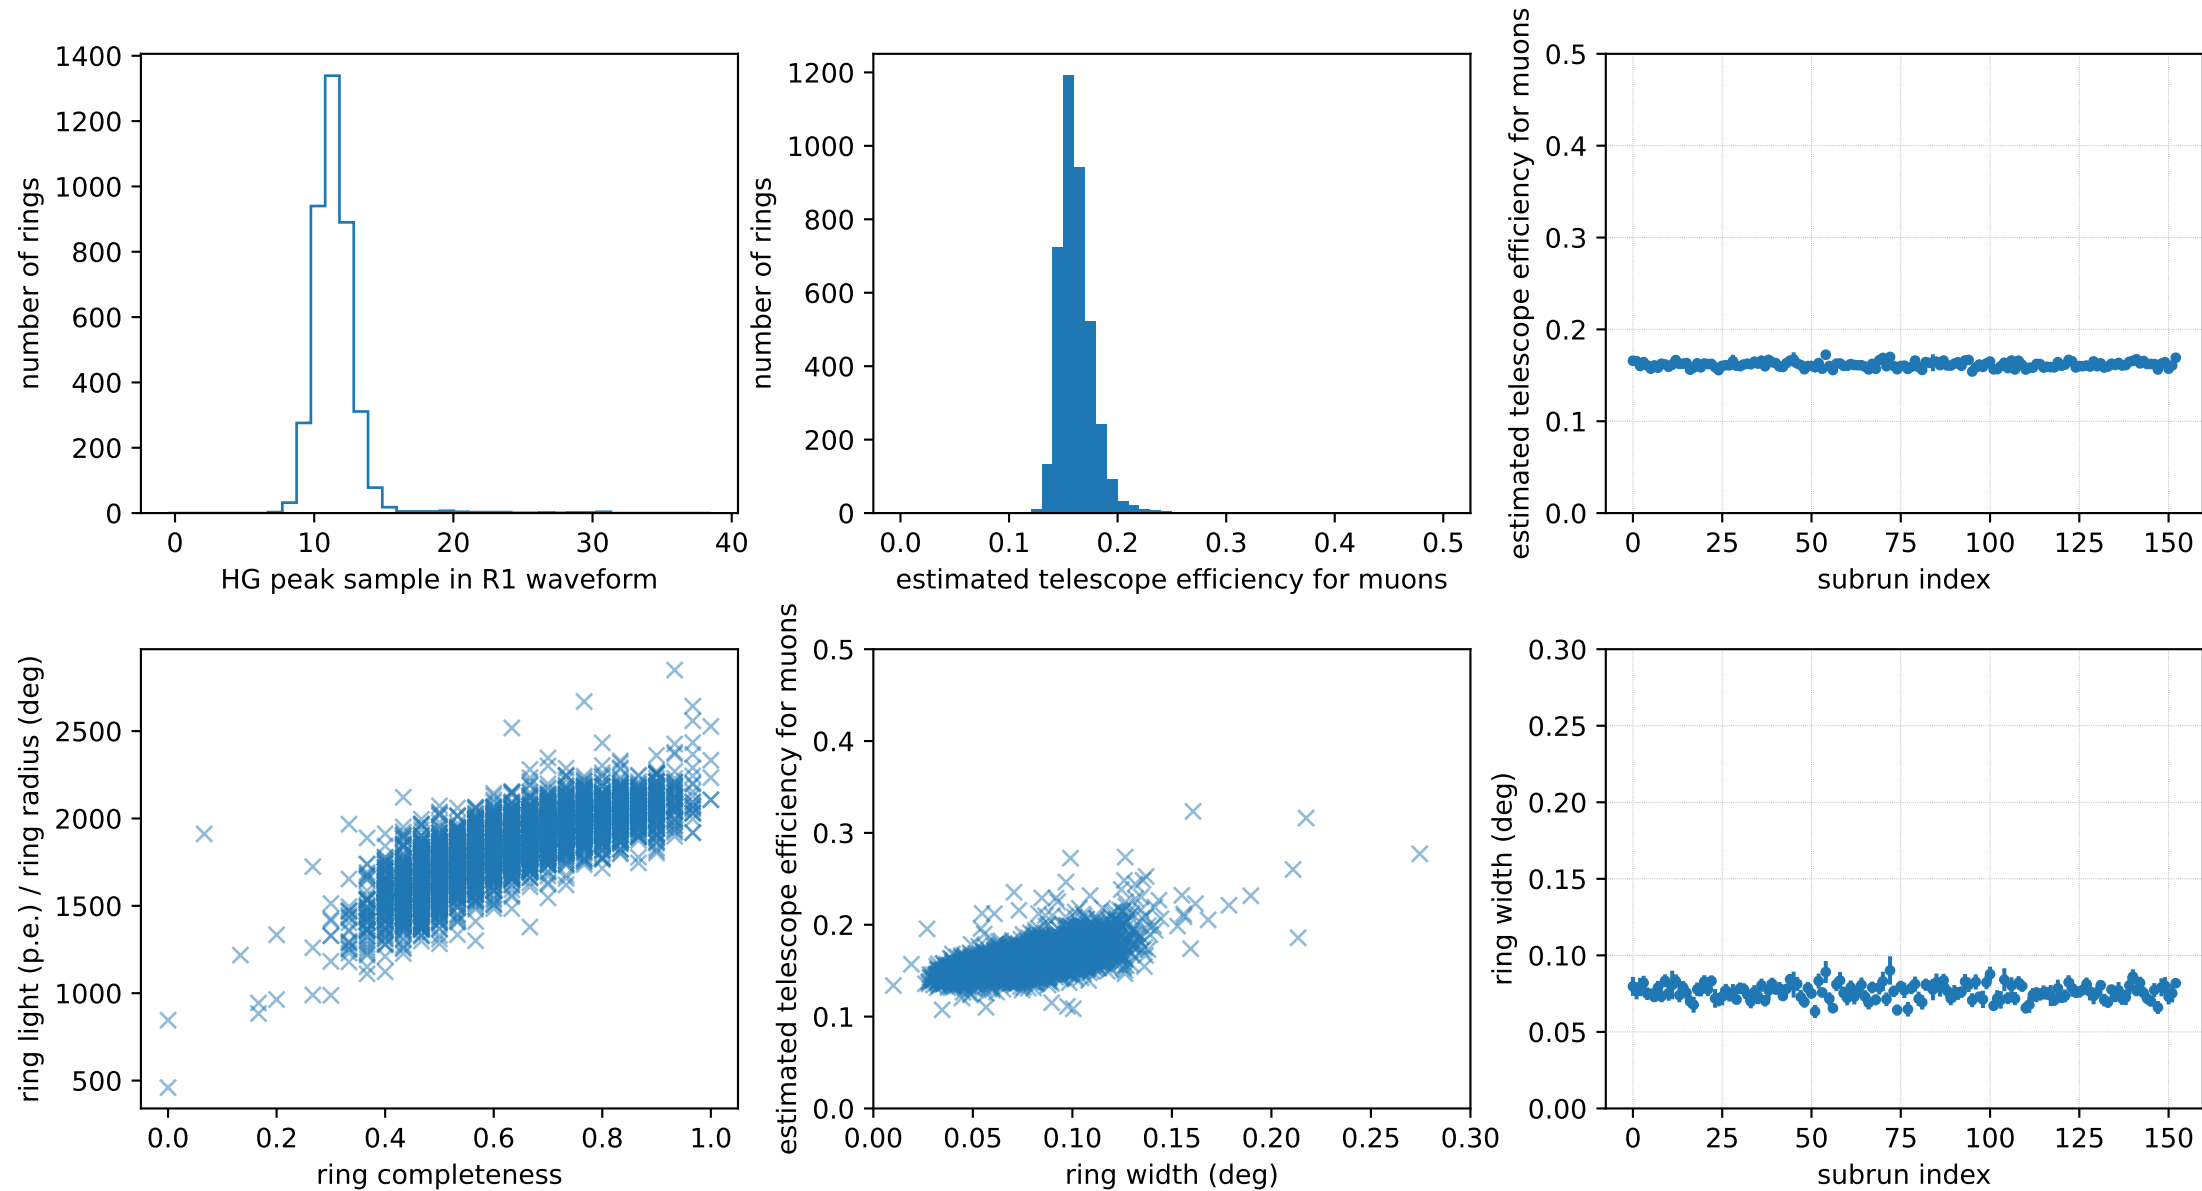 number of rings
1400
1200
1000
800
600
400
200
0
0 10 20 30 40
HG peak sample in R1 waveform
number of rings
1200
1000
800
600
400
200
0
0.0 0.1 0.2 0.3 0.4 0.5
estimated telescope efficiency for muons
estimated telescope efficiency for muons
0.5
0.4
0.3
0.2
0.1
0.0
0 25 50 75 100 125 150
subrun index
ring light (p.e.) / ring radius (deg)
2500
2000
1500
1000
500
0.0 0.2 0.4 0.6 0.8 1.0
ring completeness
estimated telescope efficiency for muons
0.5
0.4
0.3
0.2
0.1
0.0
0.00 0.05 0.10 0.15 0.20 0.25 0.30
ring width (deg)
ring width (deg)
0.30
0.25
0.20
0.15
0.10
0.05
0.00
0 25 50 75 100 125 150
subrun index